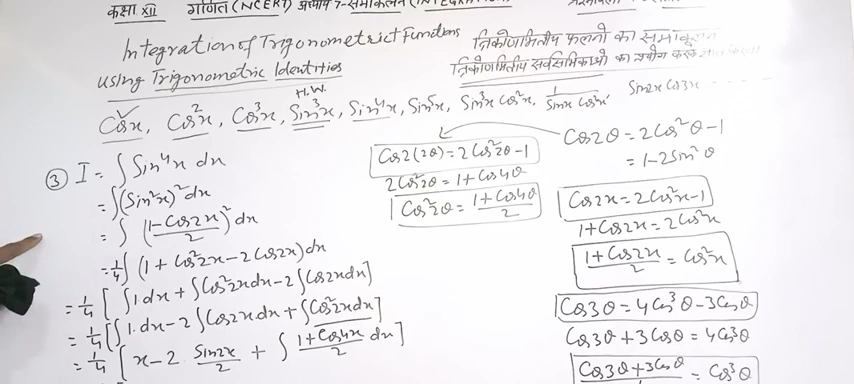 कक्षा XII गणित (NCERT) अध्याय 7-समाकलन
Integration of Trigonometrict Functions
using Trigonometric Identities
त्रिकोणमितीय फलनों का समाकलन
त्रिकोणमितीय सर्वसमिकाओं का प्रयोग करके
H.W.
Cosx, Cos²x, Cos³x, Sin³x, Sin⁴x, Sin⁵x, Sin³x Cos²x, 1/(Sinx Cos³x), Sin2x Cos3x ......
③ I = ∫ Sin⁴x dx
= ∫(Sin²x)² dx
= ∫ ((1-Cos2x)/2)² dx
= 1/4 ∫ (1 + Cos²2x - 2Cos2x) dx
= 1/4 [ ∫1 dx + ∫Cos²2x dx - 2∫Cos2x dx ]
= 1/4 [ ∫1. dx - 2∫Cos2x dx + ∫Cos²2x dx ]
= 1/4 [ x - 2 Sin2x/2 + ∫ (1+Cos4x)/2 dx ]
Cos2(2θ) = 2Cos²2θ - 1
2Cos²2θ = 1 + Cos4θ
Cos²2θ = (1+Cos4θ)/2
Cos2θ = 2Cos²θ - 1
= 1 - 2Sin²θ
Cos2x = 2Cos²x - 1
1 + Cos2x = 2Cos²x
(1+Cos2x)/2 = Cos²x
Cos3θ = 4Cos³θ - 3Cosθ
Cos3θ + 3Cosθ = 4Cos³θ
Cos3θ + 3Cosθ = Cos³θ